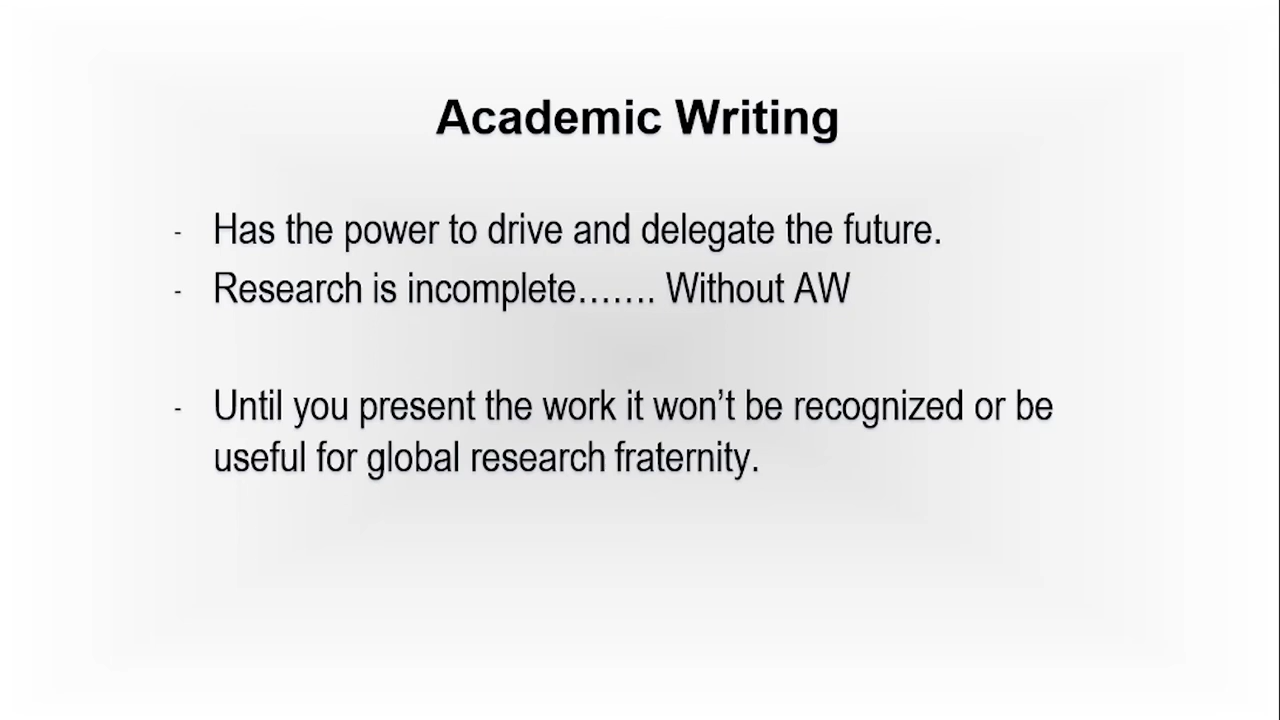 Academic Writing
- Has the power to drive and delegate the future.
- Research is incomplete……. Without AW
- Until you present the work it won’t be recognized or be
useful for global research fraternity.